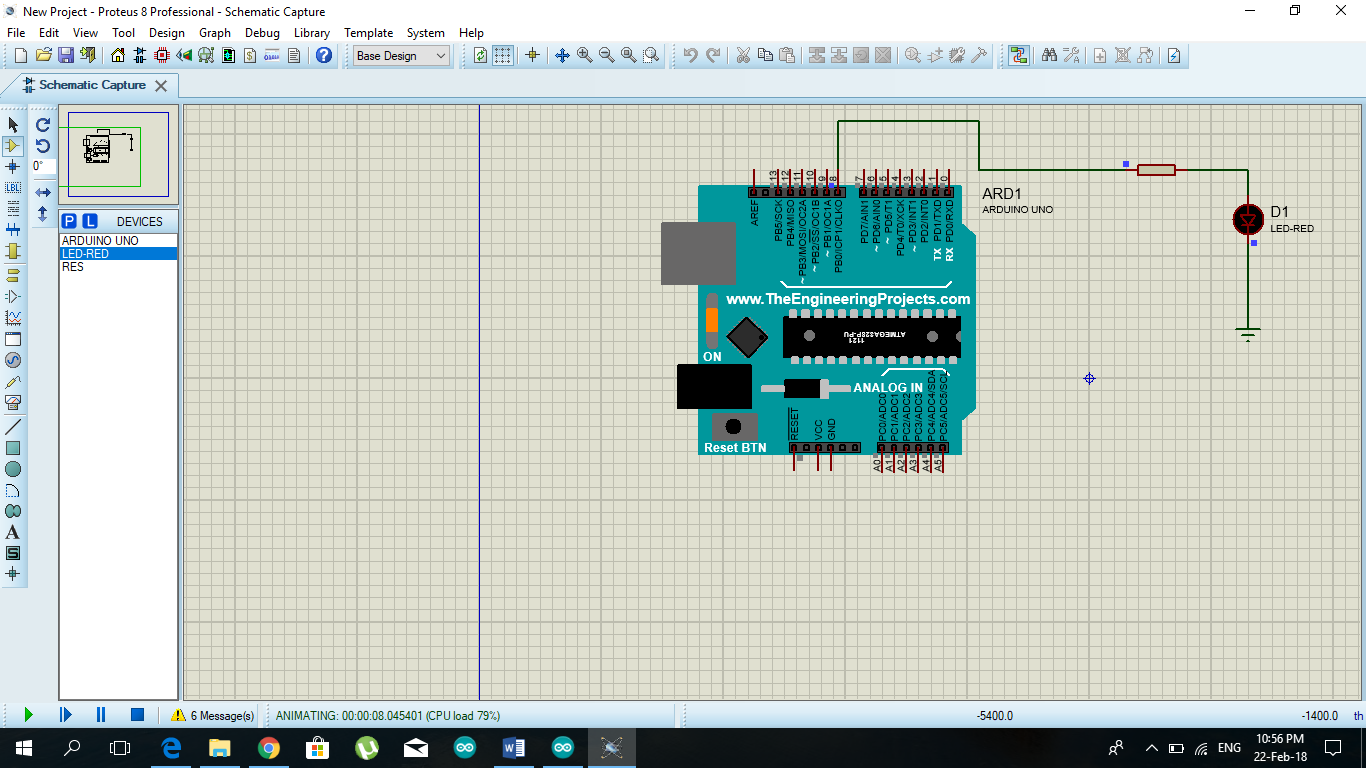 New Project - Proteus 8 Professional - Schematic Capture
File Edit View Tool Design Graph Debug Library Template System Help
Base Design
Schematic Capture
0°
P L DEVICES
ARDUINO UNO
LED-RED
RES
LBL
A
S
13 12 11 10 9 8 7 6 5 4 3 2 1 0
AREF
PB5/SCK
PB4/MISO
~ PB3/MOSI/OC2A
~ PB2/SS/OC1B
~ PB1/OC1A
PB0/ICP1/CLKO
PD7/AIN1
~ PD6/AIN0
~ PD5/T1
PD4/T0/XCK
~ PD3/INT1
PD2/INT0
TX PD1/TXD
RX PD0/RXD
ARD1
ARDUINO UNO
D1
LED-RED
www.TheEngineeringProjects.com
ATMEGA328P-PU
1121
ON
ANALOG IN
RESET
VCC
GND
PC0/ADC0
PC1/ADC1
PC2/ADC2
PC3/ADC3
PC4/ADC4/SDA
PC5/ADC5/SCL
Reset BTN
A0 A1 A2 A3 A4 A5
6 Message(s)
ANIMATING: 00:00:08.045401 (CPU load 79%)
-5400.0
-1400.0
th
ENG
10:56 PM
22-Feb-18